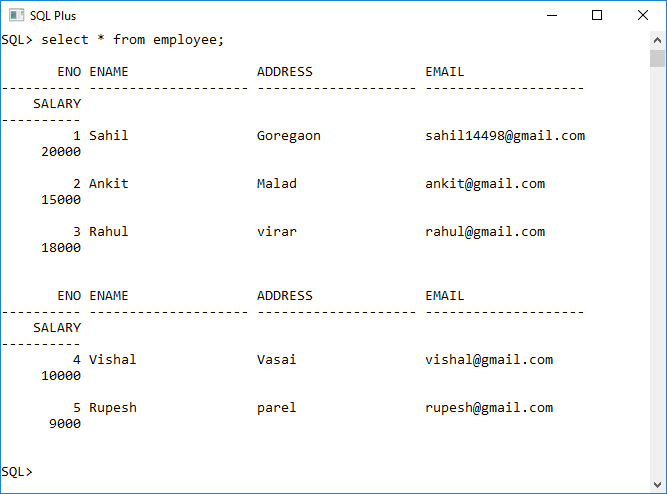 SQL Plus
SQL> select * from employee;
ENO ENAME ADDRESS EMAIL
---------- -------------------- -------------------- --------------------
SALARY
----------
1 Sahil Goregaon sahil14498@gmail.com
20000
2 Ankit Malad ankit@gmail.com
15000
3 Rahul virar rahul@gmail.com
18000
ENO ENAME ADDRESS EMAIL
---------- -------------------- -------------------- --------------------
SALARY
----------
4 Vishal Vasai vishal@gmail.com
10000
5 Rupesh parel rupesh@gmail.com
9000
SQL>